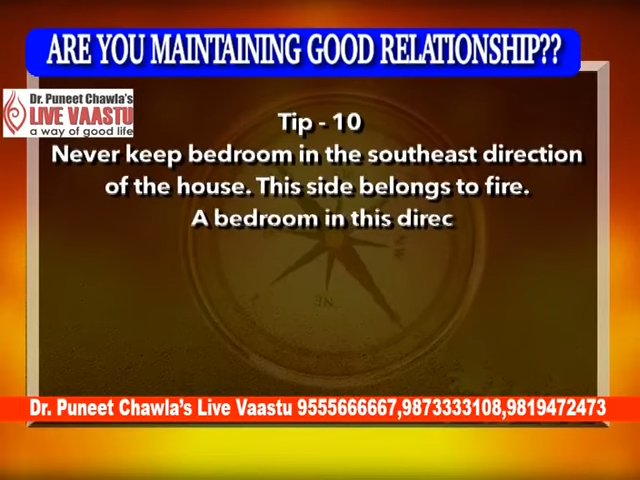 ARE YOU MAINTAINING GOOD RELATIONSHIP??
Dr. Puneet Chawla's
LIVE VAASTU
a way of good life
Tip - 10
Never keep bedroom in the southeast direction
of the house. This side belongs to fire.
A bedroom in this direc
NW
NE
Dr. Puneet Chawla's Live Vaastu 9555666667,9873333108,9819472473